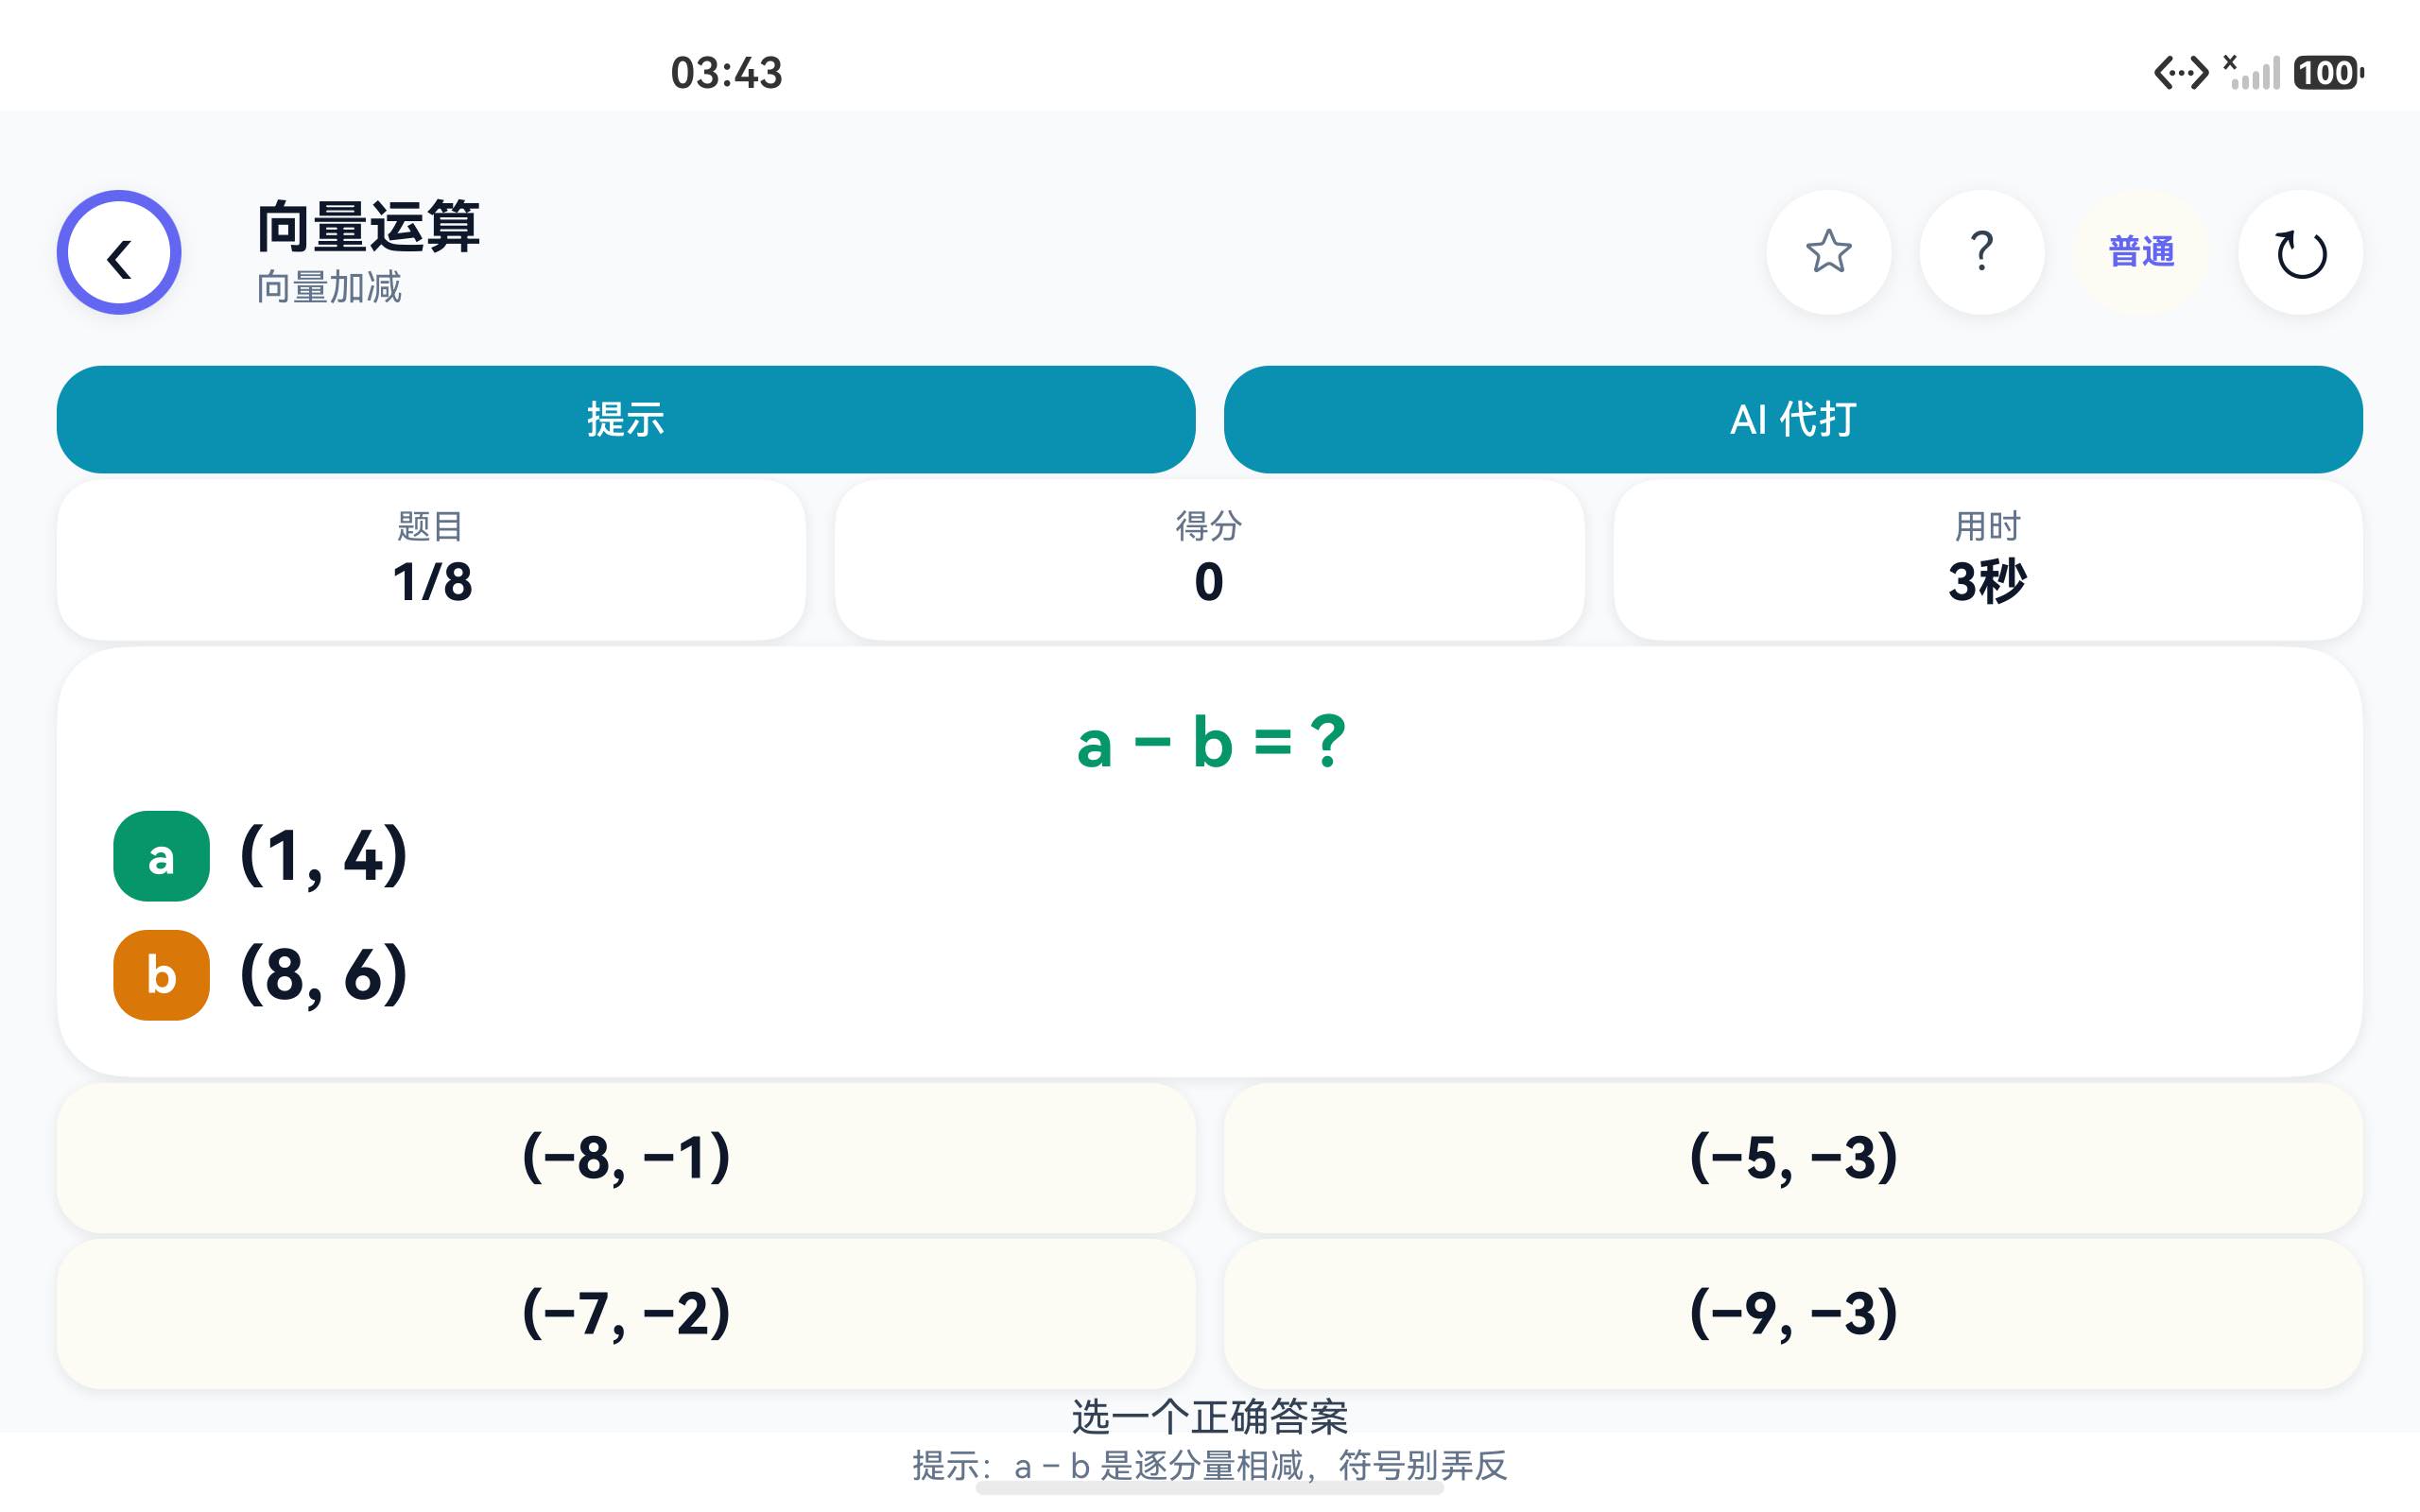 03:43
100
向量运算
向量加减
?
普通
提示
AI 代打
题目
1/8
得分
0
用时
3秒
a − b = ?
a (1, 4)
b (8, 6)
(−8, −1)
(−5, −3)
(−7, −2)
(−9, −3)
选一个正确答案
提示：a − b 是逐分量相减，符号别弄反